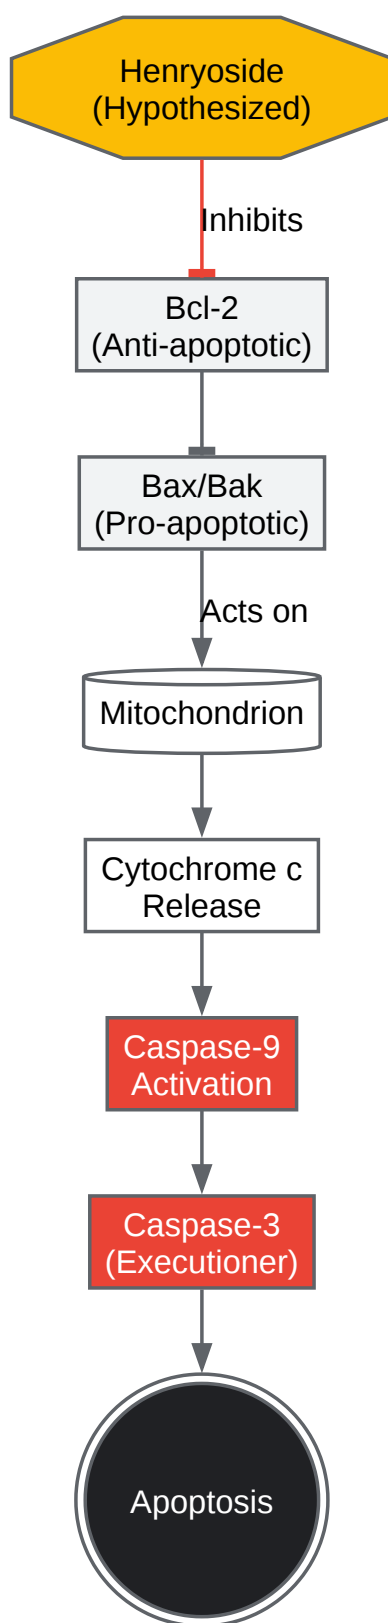 Henryoside
(Hypothesized)
Inhibits
Bcl-2
(Anti-apoptotic)
Bax/Bak
(Pro-apoptotic)
Acts on
Mitochondrion
Cytochrome c
Release
Caspase-9
Activation
Caspase-3
(Executioner)
Apoptosis